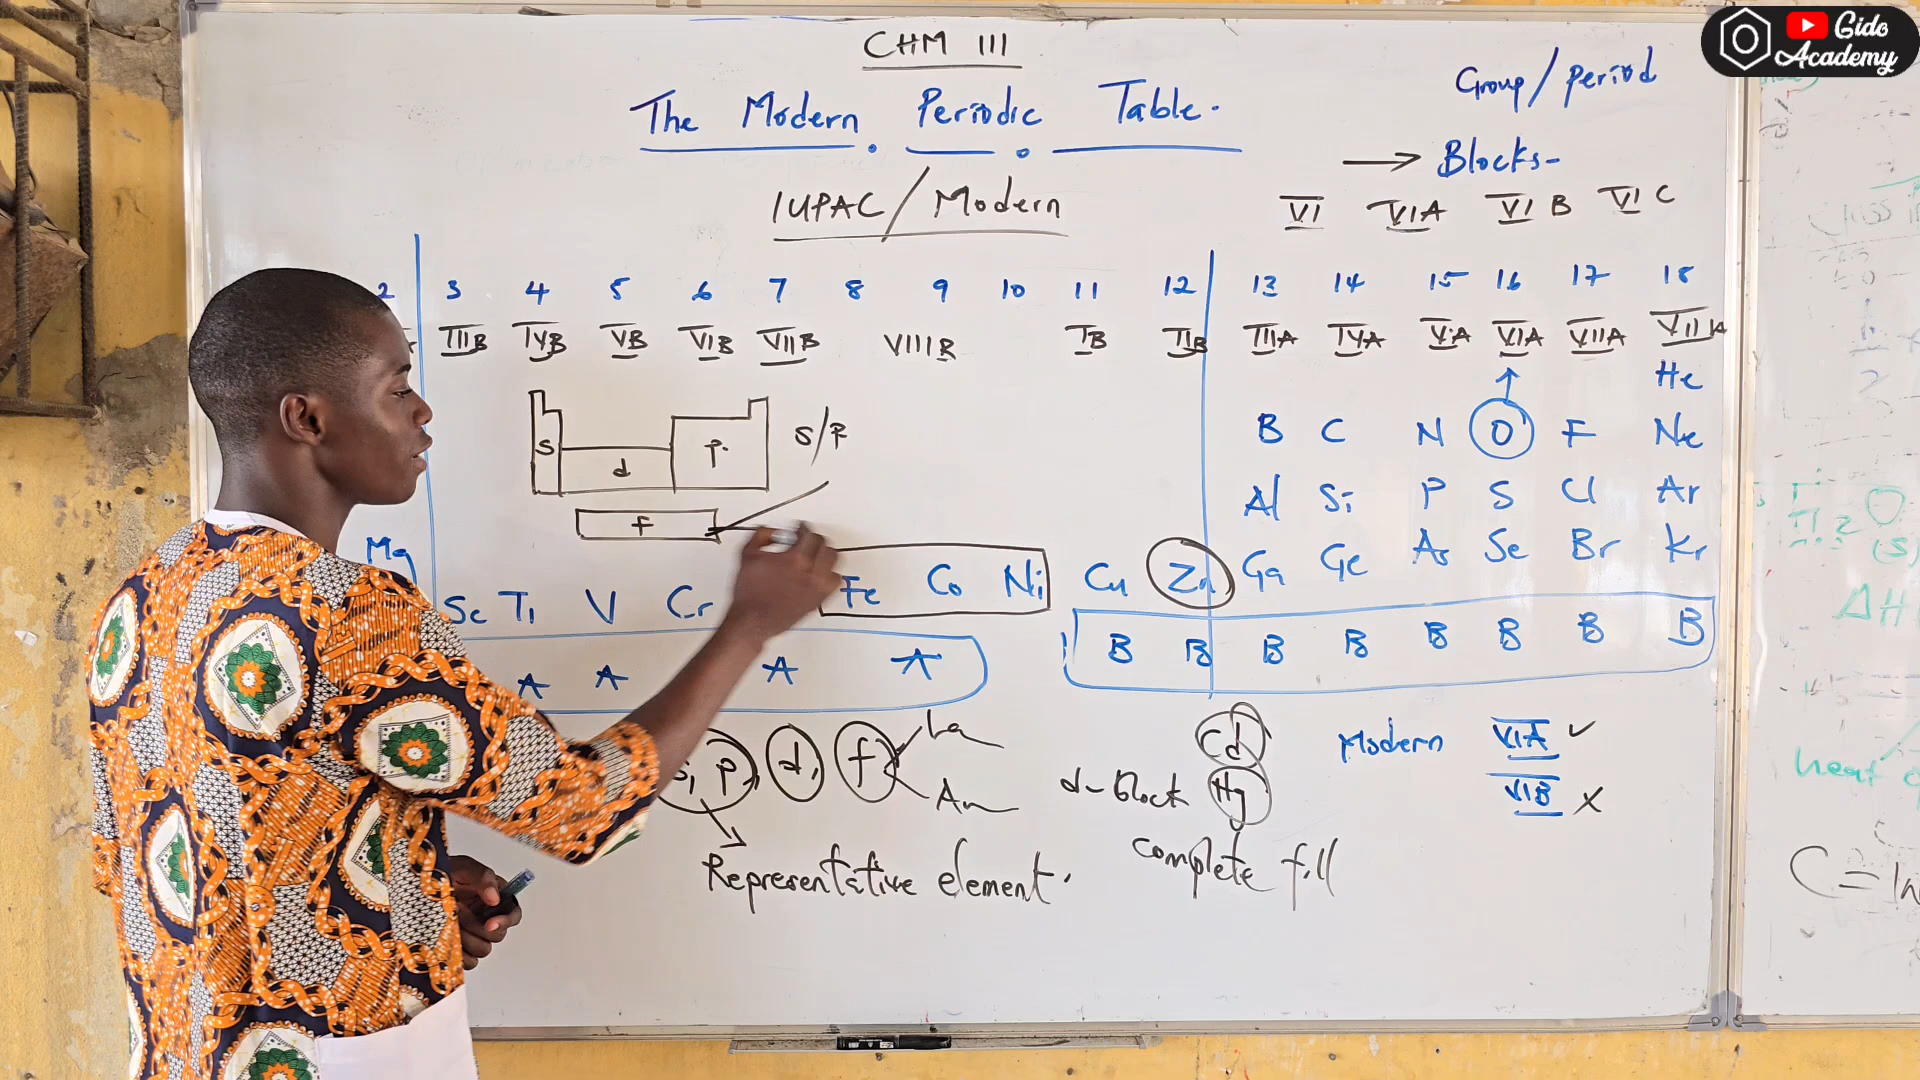 CHM 111
Gido Academy
The Modern Periodic Table.
Group/Period
→ Blocks-
IUPAC/Modern
VI VIA VIB VIC
2 3 4 5 6 7 8 9 10 11 12 13 14 15 16 17 18
IIIB IVB VB VIB VIIB VIIIB IB IIB IIIA IVA VA VIA VIIA VIIIA
He
S d P. S/P
B C N O F Ne
f
Al Si P S Cl Ar
Mg
Sc Ti V Cr Fe Co Ni Cu Zn Ga Ge As Se Br Kr
A A A A B B B B B B B B
s, p, d, f La An
Cd
Modern VIA ✓
d-Block Hg
VIB X
Representative element.
complete fill
ΔH
heat